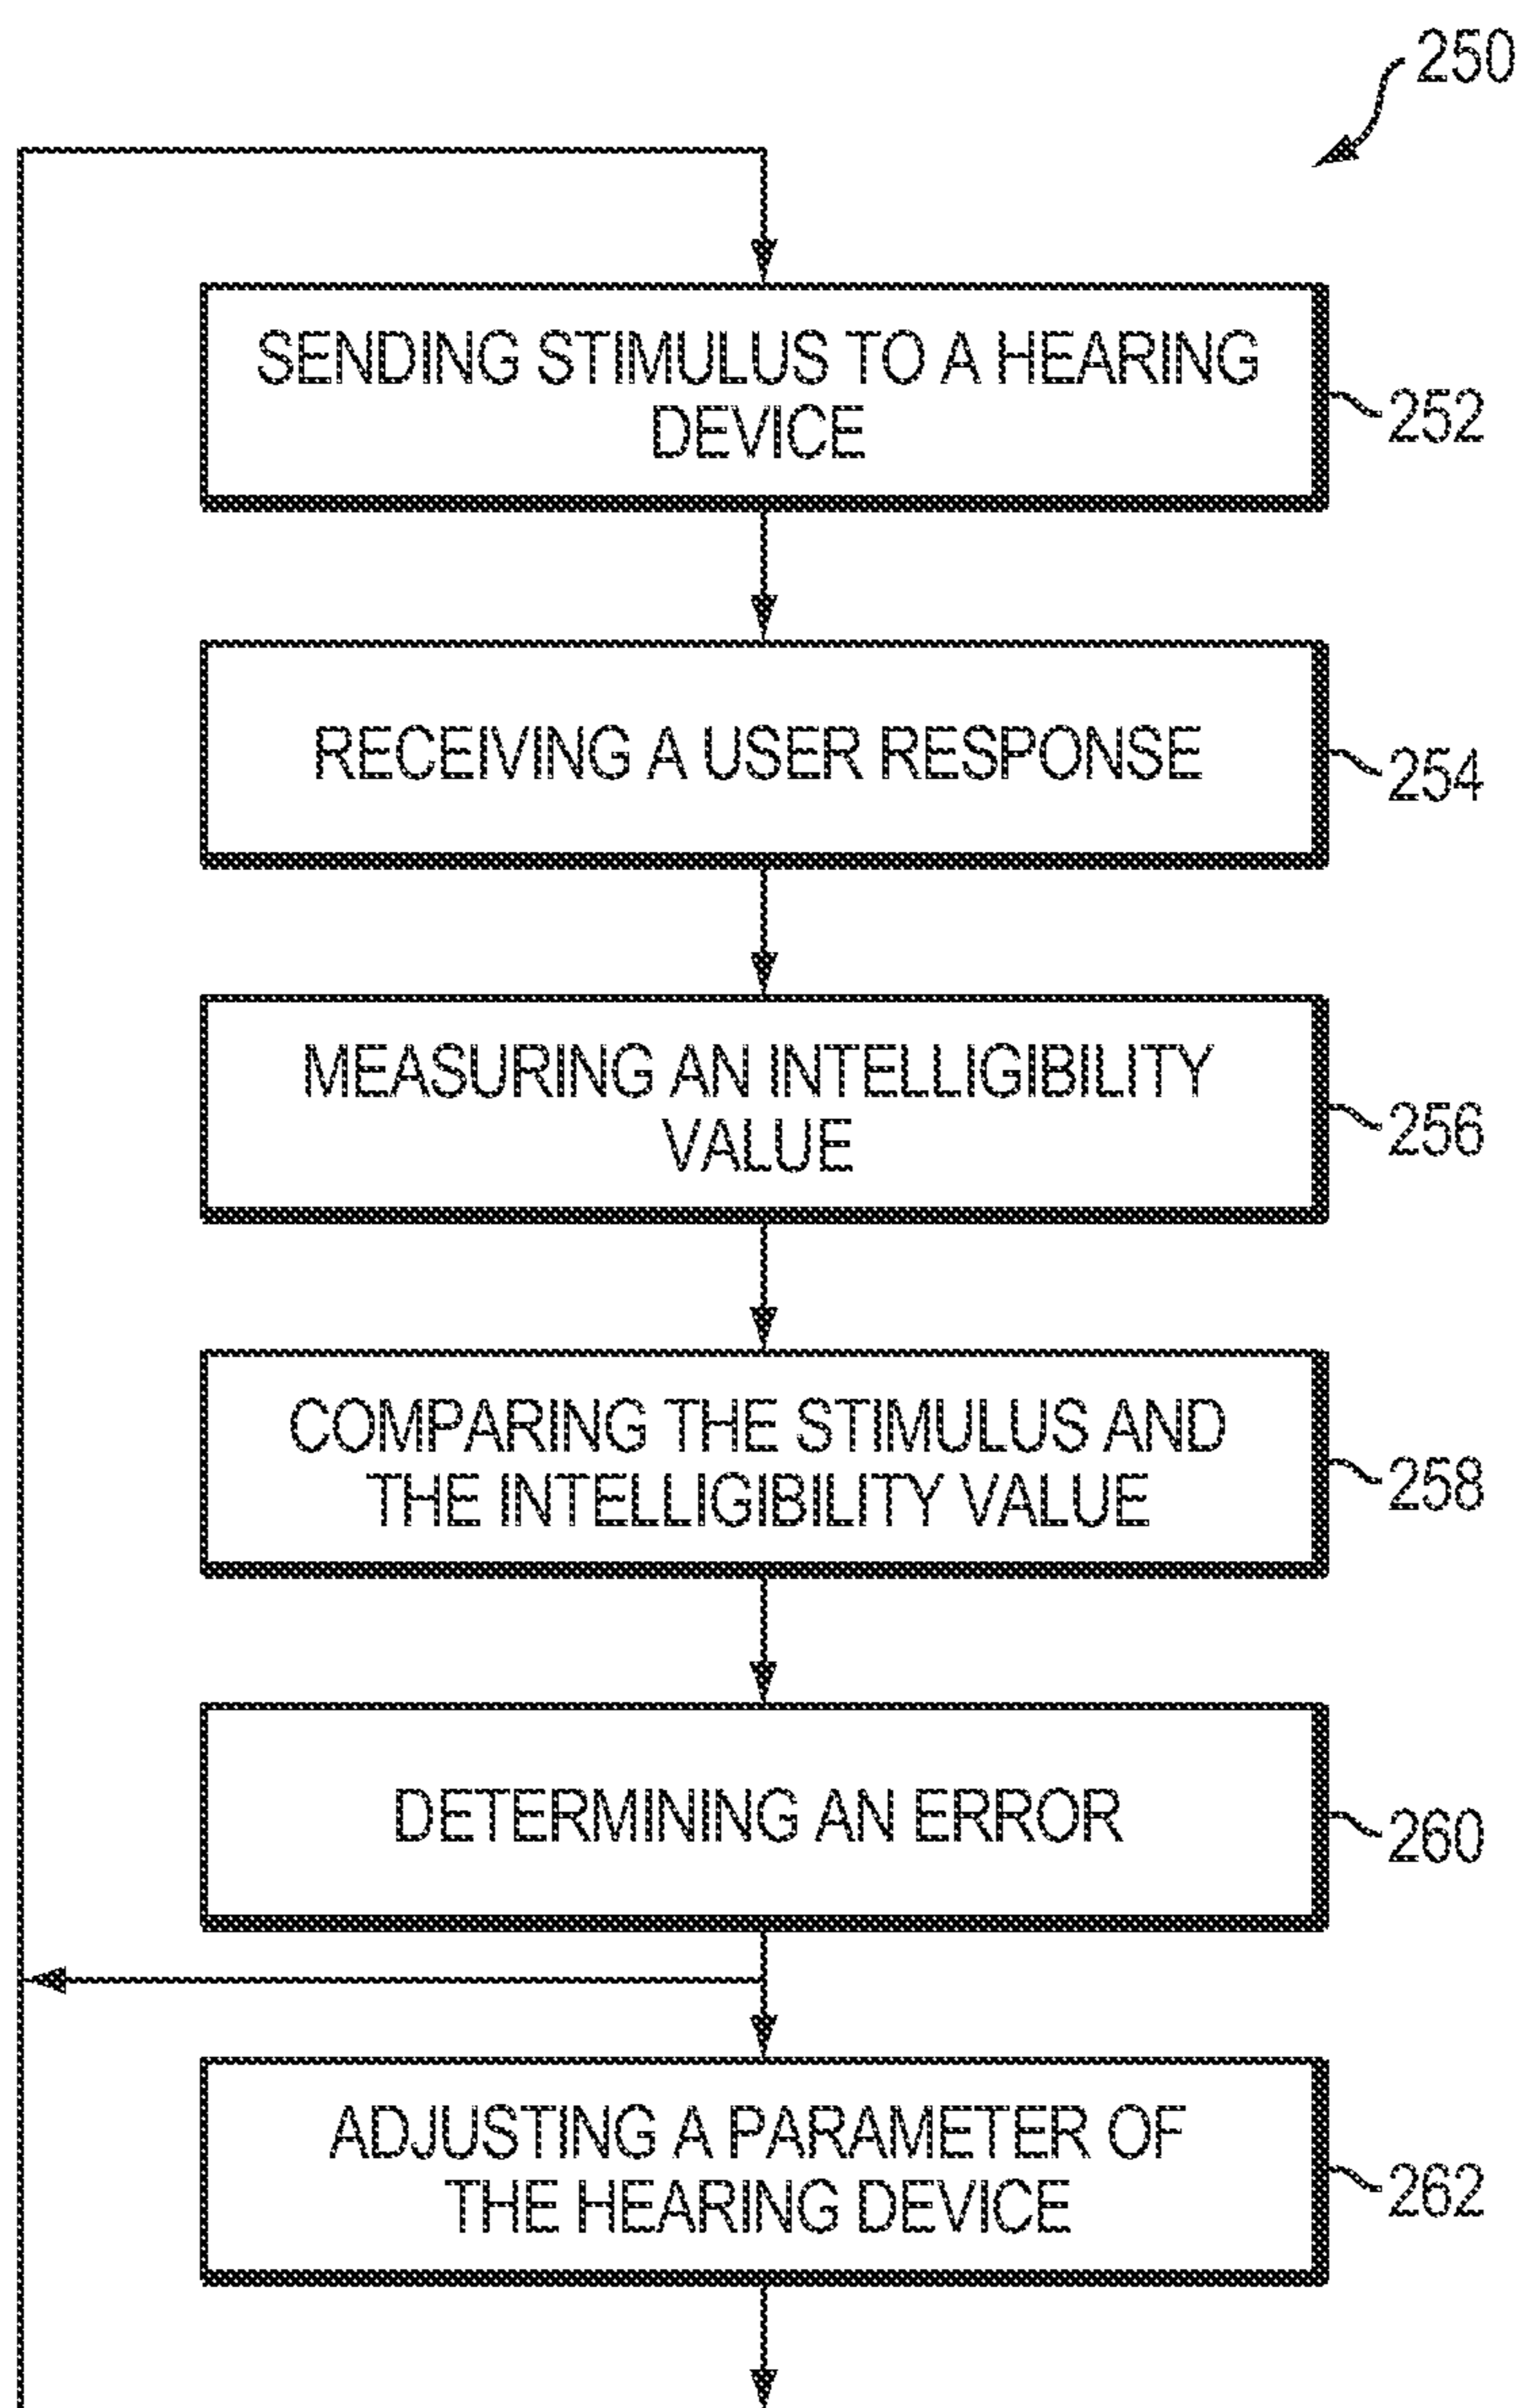 250
SENDING STIMULUS TO A HEARING
DEVICE
252
RECEIVING A USER RESPONSE
254
MEASURING AN INTELLIGIBILITY
VALUE
256
COMPARING THE STIMULUS AND
THE INTELLIGIBILITY VALUE
258
DETERMINING AN ERROR
260
ADJUSTING A PARAMETER OF
THE HEARING DEVICE
262